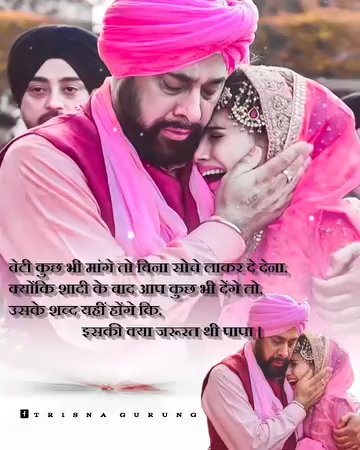 बेटी कुछ भी मांगे तो बिना सोचे लाकर दे देना,
क्योंकि शादी के बाद आप कुछ भी देंगे तो,
उसके शब्द यहीं होंगे कि,
इसकी क्या जरूरत थी पापा।
f TRISNA GURUNG